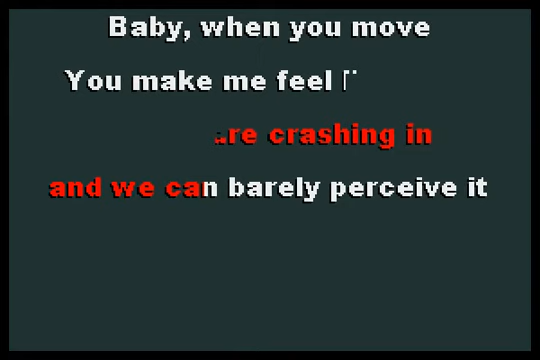 Baby, when you move
You make me feel
crashing in
and we can barely perceive it